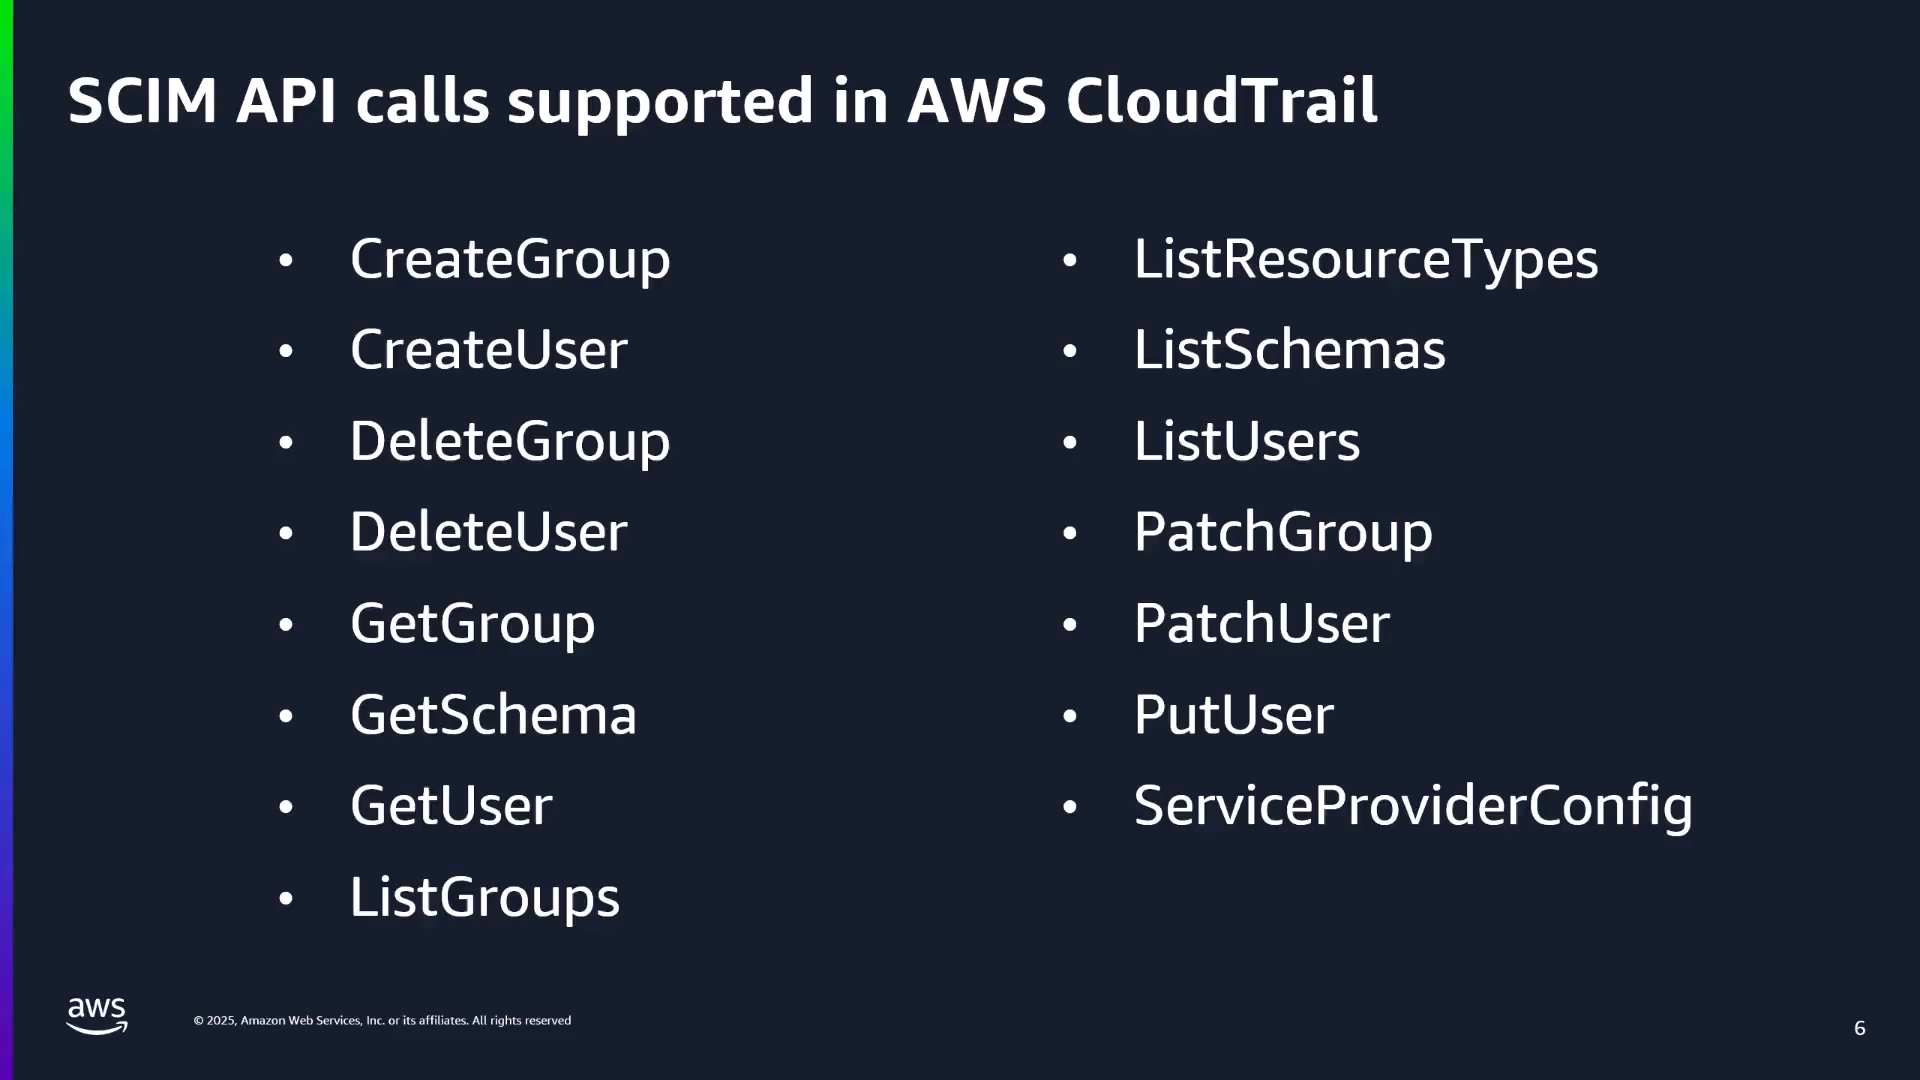 SCIM API calls supported in AWS CloudTrail
• CreateGroup
• CreateUser
• DeleteGroup
• DeleteUser
• GetGroup
• GetSchema
• GetUser
• ListGroups
• ListResourceTypes
• ListSchemas
• ListUsers
• PatchGroup
• PatchUser
• PutUser
• ServiceProviderConfig
aws
© 2025, Amazon Web Services, Inc. or its affiliates. All rights reserved
6